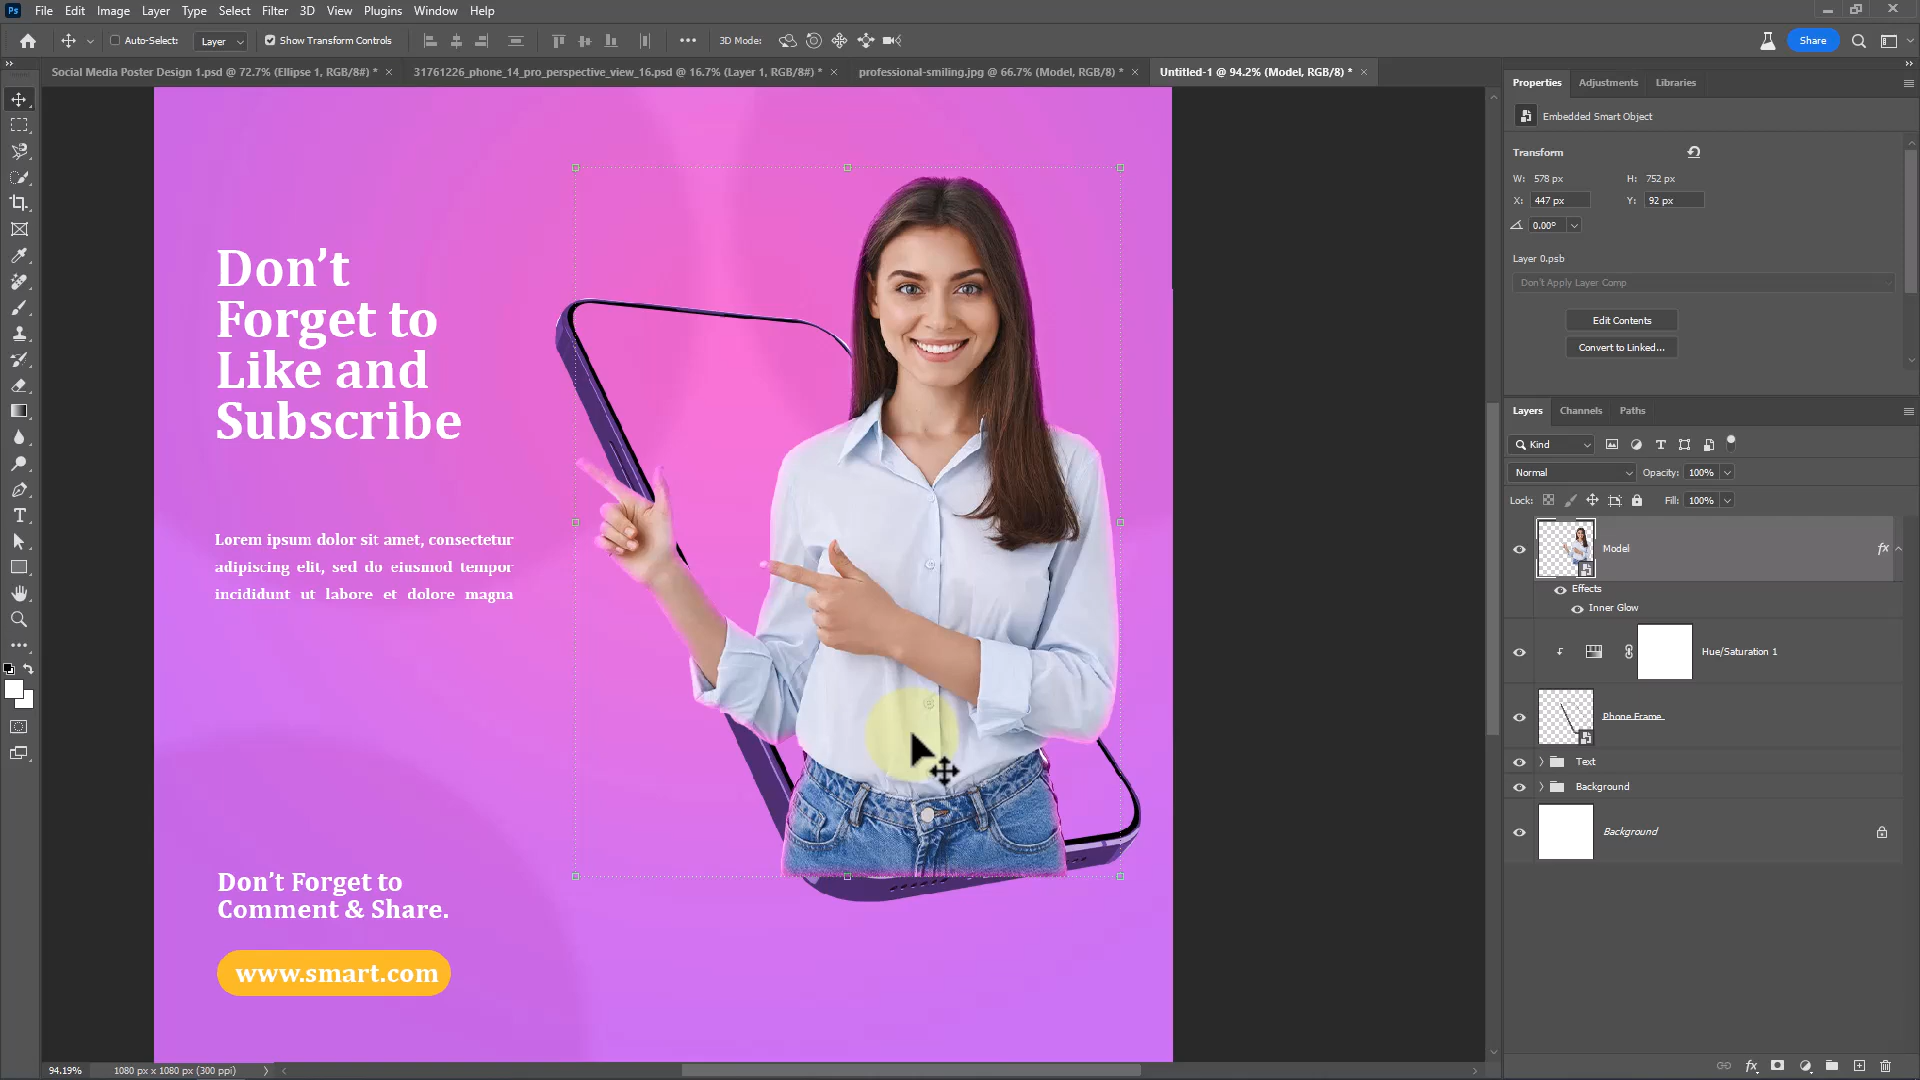 Ps File Edit Image Layer Type Select Filter 3D View Plugins Window Help
Auto-Select: Layer Show Transform Controls 3D Mode: Share
Social Media Poster Design 1.psd @ 72.7% (Ellipse 1, RGB/8#) * × 31761226_phone_14_pro_perspective_view_16.psd @ 16.7% (Layer 1, RGB/8#) * × professional-smiling.jpg @ 66.7% (Model, RGB/8) * × Untitled-1 @ 94.2% (Model, RGB/8) * ×
Don't
Forget to
Like and
Subscribe
Lorem ipsum dolor sit amet, consectetur
adipiscing elit, sed do eiusmod tempor
incididunt ut labore et dolore magna
Don't Forget to
Comment & Share.
www.smart.com
94.19% 1080 px x 1080 px (300 ppi)
Properties Adjustments Libraries
Embedded Smart Object
Transform
W: 578 px H: 752 px
X: 447 px Y: 92 px
0.00°
Layer 0.psb
Don't Apply Layer Comp
Edit Contents
Convert to Linked...
Layers Channels Paths
Kind
Normal Opacity: 100%
Lock: Fill: 100%
Model fx
Effects
Inner Glow
Hue/Saturation 1
Phone Frame
Text
Background
Background
fx